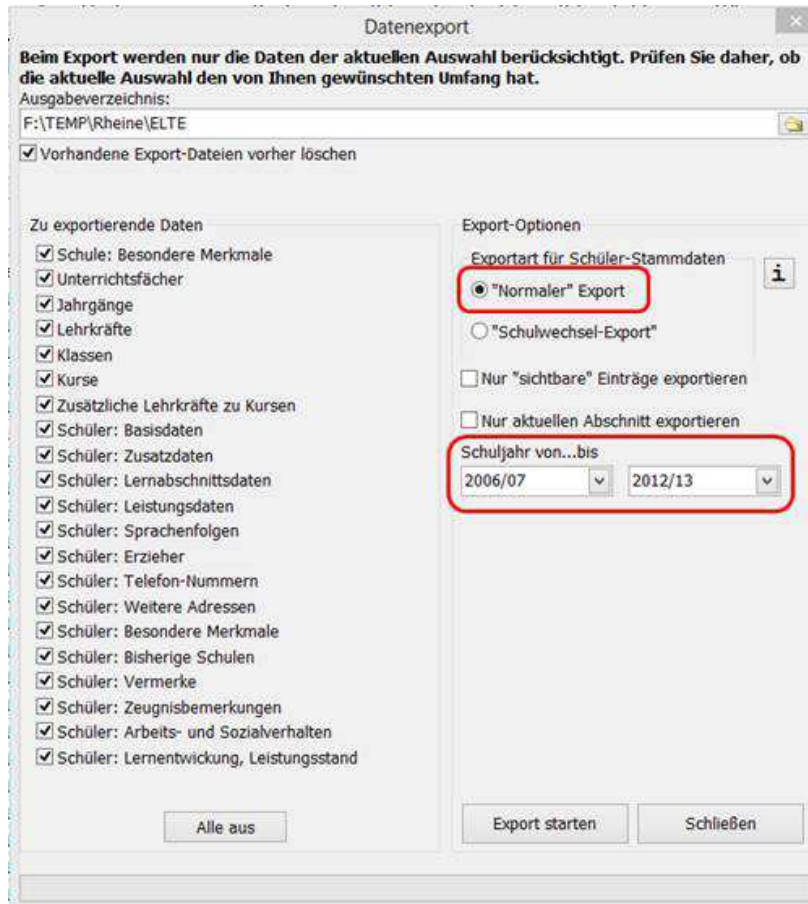 Datenexport
Beim Export werden nur die Daten der aktuellen Auswahl berücksichtigt. Prüfen Sie daher, ob
die aktuelle Auswahl den von Ihnen gewünschten Umfang hat.
Ausgabeverzeichnis:
F:\TEMP\Rheine\ELTE
Vorhandene Export-Dateien vorher löschen
Zu exportierende Daten
Schule: Besondere Merkmale
Unterrichtsfächer
Jahrgänge
Lehrkräfte
Klassen
Kurse
Zusätzliche Lehrkräfte zu Kursen
Schüler: Basisdaten
Schüler: Zusatzdaten
Schüler: Lernabschnittsdaten
Schüler: Leistungsdaten
Schüler: Sprachenfolgen
Schüler: Erzieher
Schüler: Telefon-Nummern
Schüler: Weitere Adressen
Schüler: Besondere Merkmale
Schüler: Bisherige Schulen
Schüler: Vermerke
Schüler: Zeugnisbemerkungen
Schüler: Arbeits- und Sozialverhalten
Schüler: Lernentwickung, Leistungsstand
Alle aus
Export-Optionen
Exportart für Schüler-Stammdaten
"Normaler" Export
i
"Schulwechsel-Export"
Nur "sichtbare" Einträge exportieren
Nur aktuellen Abschnitt exportieren
Schuljahr von...bis
2006/07 2012/13
Export starten Schließen